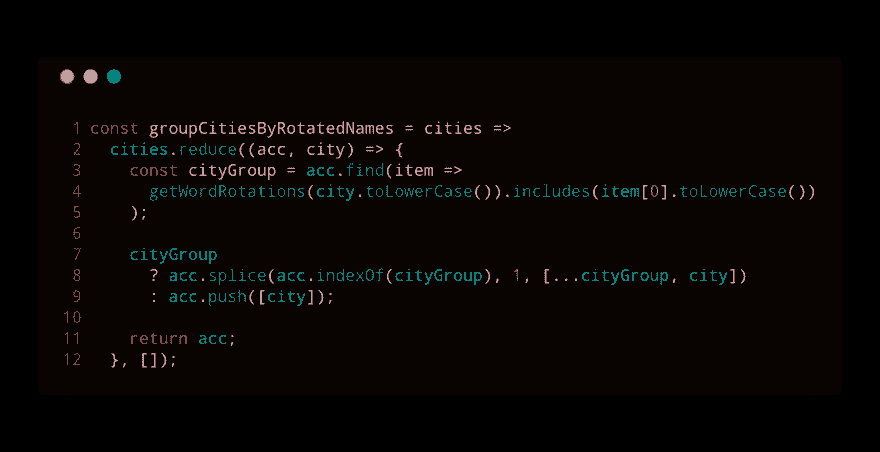 1 const groupCitiesByRotatedNames = cities =>
2   cities.reduce((acc, city) => {
3     const cityGroup = acc.find(item =>
4       getWordRotations(city.toLowerCase()).includes(item[0].toLowerCase())
5     );
6
7     cityGroup
8       ? acc.splice(acc.indexOf(cityGroup), 1, [...cityGroup, city])
9       : acc.push([city]);
10
11     return acc;
12   }, []);